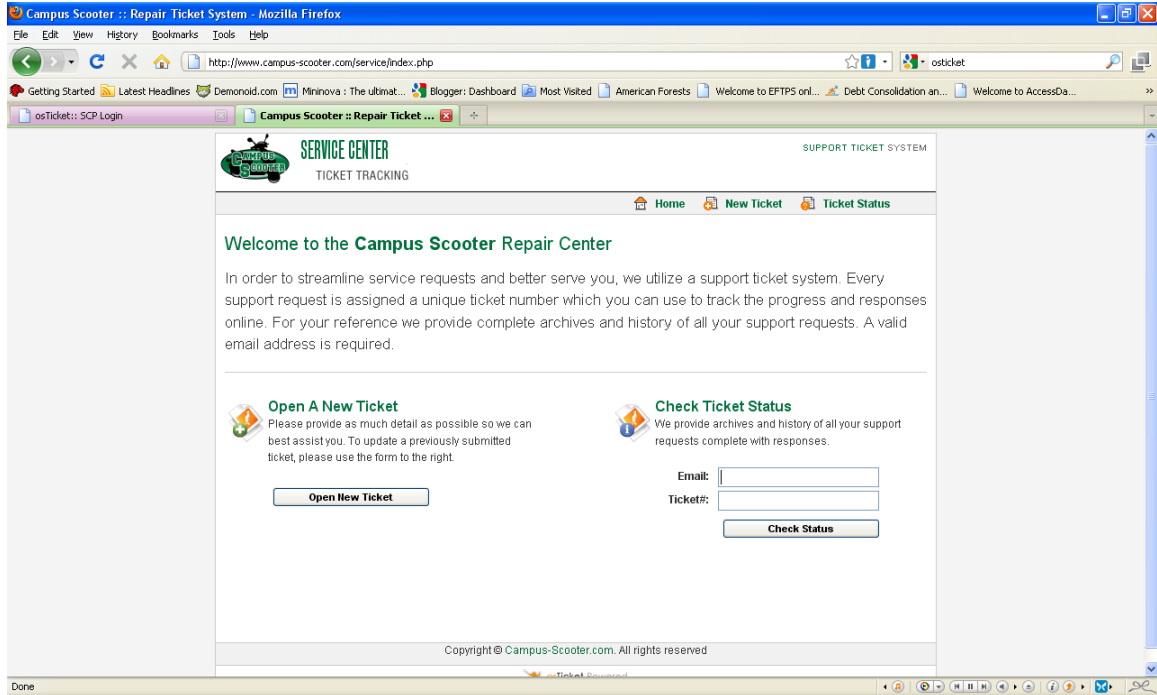 Campus Scooter :: Repair Ticket System - Mozilla Firefox
File Edit View History Bookmarks Tools Help
http://www.campus-scooter.com/service/index.php
osticket
Getting Started Latest Headlines Demonoid.com Mininova : The ultimat... Blogger: Dashboard Most Visited American Forests Welcome to EFTPS onl... Debt Consolidation an... Welcome to AccessDa... »
osTicket:: SCP Login
Campus Scooter :: Repair Ticket ...
CAMPUS
SCOOTER
SERVICE CENTER
TICKET TRACKING
SUPPORT TICKET SYSTEM
Home New Ticket Ticket Status
Welcome to the Campus Scooter Repair Center
In order to streamline service requests and better serve you, we utilize a support ticket system. Every
support request is assigned a unique ticket number which you can use to track the progress and responses
online. For your reference we provide complete archives and history of all your support requests. A valid
email address is required.
Open A New Ticket
Please provide as much detail as possible so we can
best assist you. To update a previously submitted
ticket, please use the form to the right.
Open New Ticket
Check Ticket Status
We provide archives and history of all your support
requests complete with responses.
Email:
Ticket#:
Check Status
Copyright © Campus-Scooter.com. All rights reserved
osTicket Powered
Done